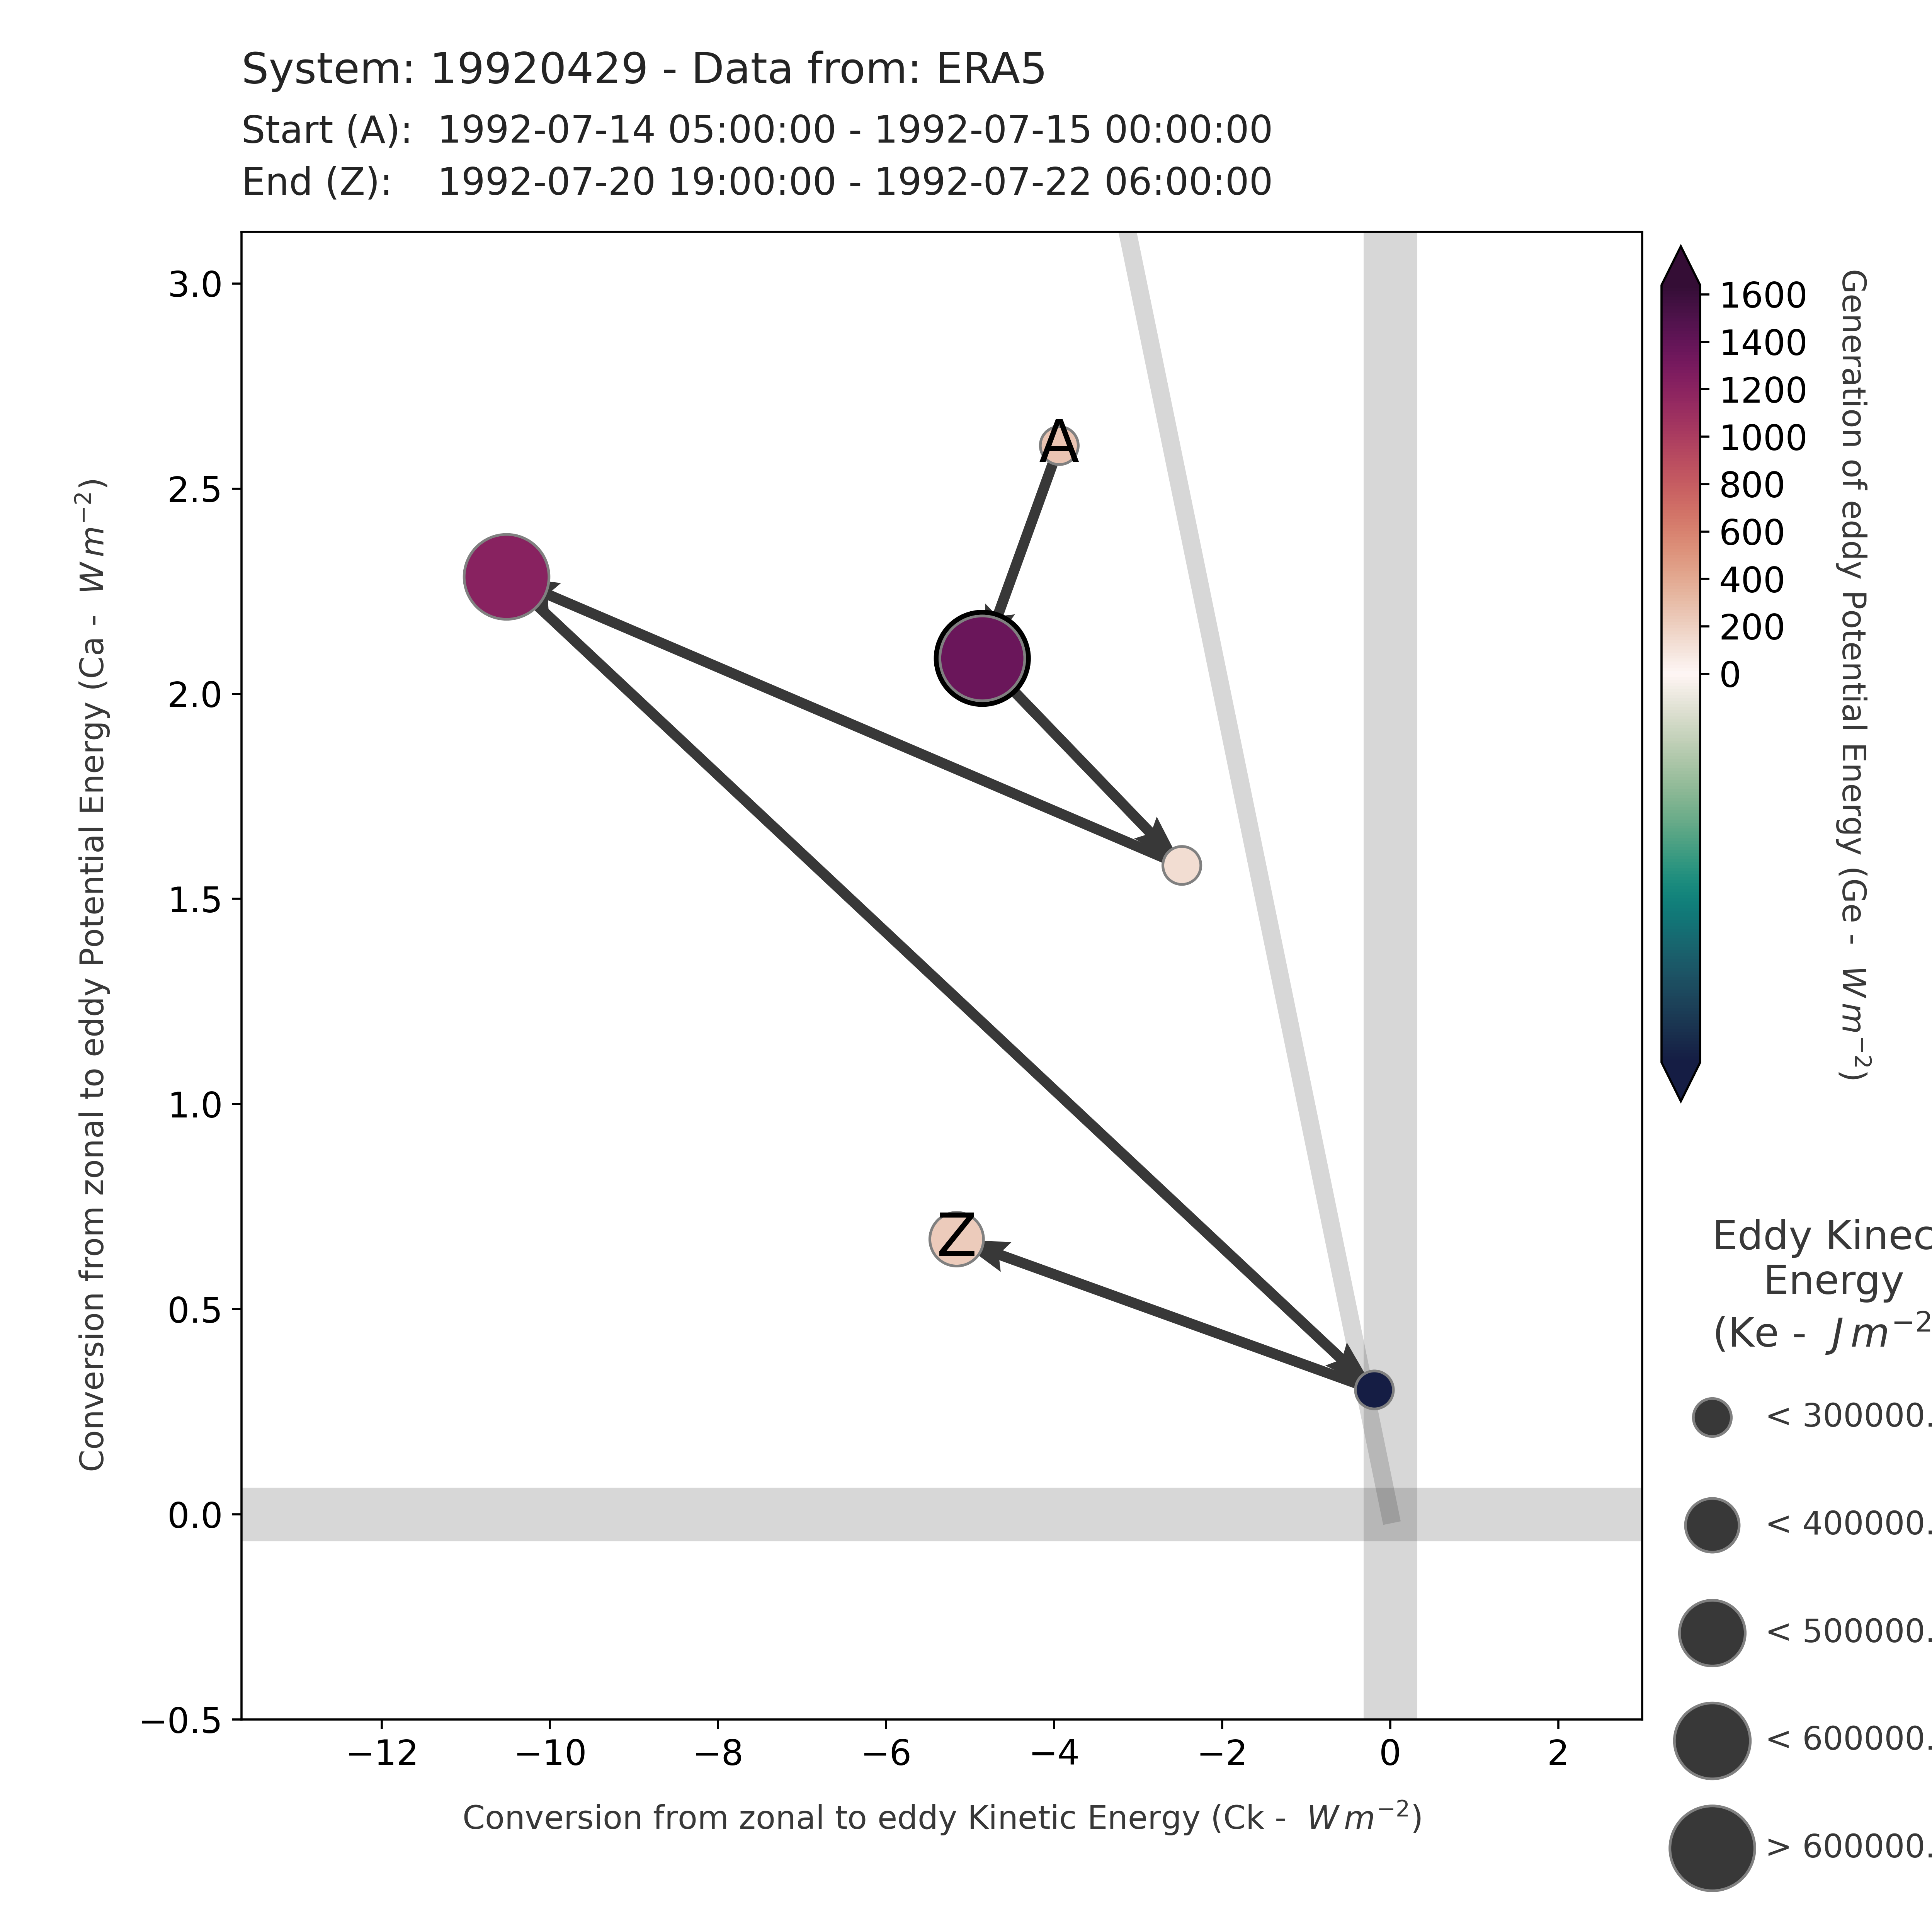 System: 19920429 - Data from: ERA5
Start (A): 1992-07-14 05:00:00 - 1992-07-15 00:00:00
End (Z): 1992-07-20 19:00:00 - 1992-07-22 06:00:00
3.0
2.5
2.0
1.5
1.0
0.5
0.0
−0.5
−12
−10
−8
−6
−4
−2
0
2
Conversion from zonal to eddy Potential Energy (Ca - W m⁻²)
Conversion from zonal to eddy Kinetic Energy (Ck - W m⁻²)
A
Z
1600
1400
1200
1000
800
600
400
200
0
Generation of eddy Potential Energy (Ge - W m⁻²)
Eddy Kinec
Energy
(Ke - J m⁻²
< 300000.
< 400000.
< 500000.
< 600000.
> 600000.